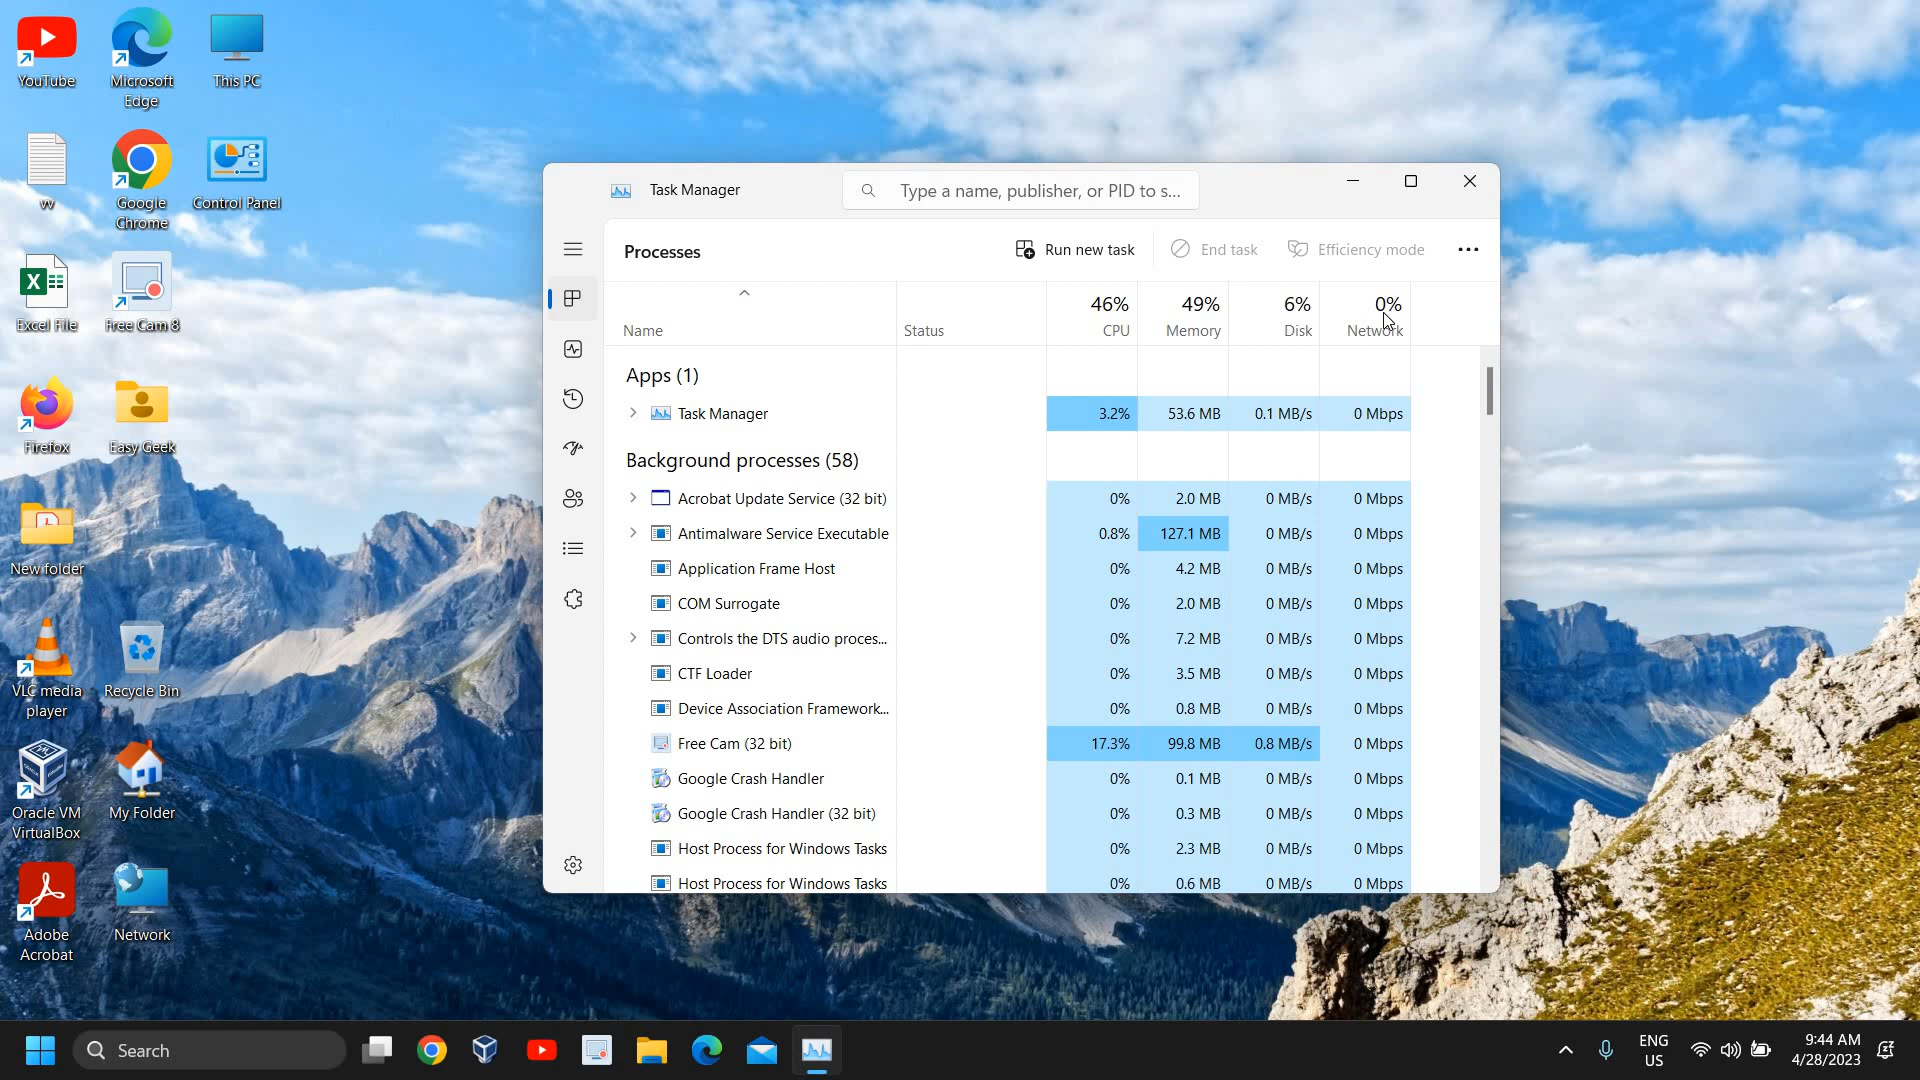 YouTube
Microsoft
Edge
This PC
vv
Google
Chrome
Control Panel
Excel File
Free Cam 8
Firefox
Easy Geek
New folder
VLC media
player
Recycle Bin
Oracle VM
VirtualBox
My Folder
Adobe
Acrobat
Network
Task Manager
Type a name, publisher, or PID to s...
Processes
Run new task
End task
Efficiency mode
46% 49% 6% 0%
Name Status CPU Memory Disk Network
Apps (1)
Task Manager 3.2% 53.6 MB 0.1 MB/s 0 Mbps
Background processes (58)
Acrobat Update Service (32 bit) 0% 2.0 MB 0 MB/s 0 Mbps
Antimalware Service Executable 0.8% 127.1 MB 0 MB/s 0 Mbps
Application Frame Host 0% 4.2 MB 0 MB/s 0 Mbps
COM Surrogate 0% 2.0 MB 0 MB/s 0 Mbps
Controls the DTS audio proces... 0% 7.2 MB 0 MB/s 0 Mbps
CTF Loader 0% 3.5 MB 0 MB/s 0 Mbps
Device Association Framework... 0% 0.8 MB 0 MB/s 0 Mbps
Free Cam (32 bit) 17.3% 99.8 MB 0.8 MB/s 0 Mbps
Google Crash Handler 0% 0.1 MB 0 MB/s 0 Mbps
Google Crash Handler (32 bit) 0% 0.3 MB 0 MB/s 0 Mbps
Host Process for Windows Tasks 0% 2.3 MB 0 MB/s 0 Mbps
Host Process for Windows Tasks 0% 0.6 MB 0 MB/s 0 Mbps
Search
ENG
US
9:44 AM
4/28/2023